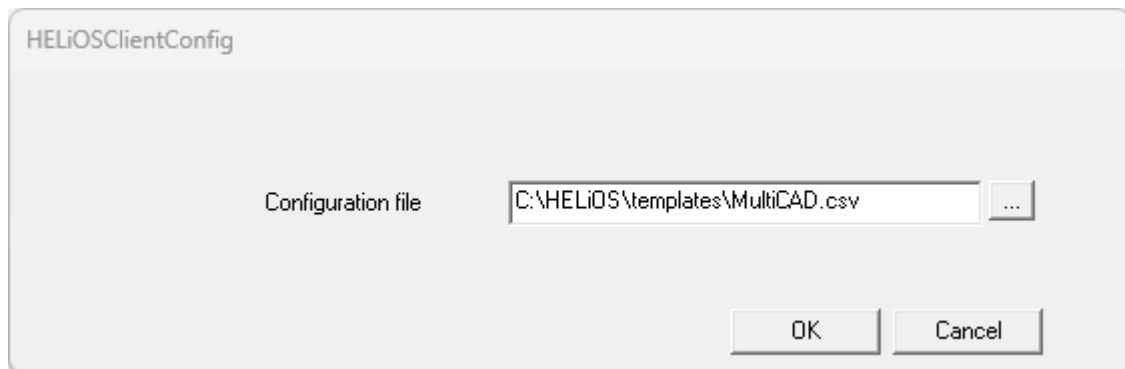 HELiOSClientConfig
Configuration file C:\HELiOS\templates\MultiCAD.csv ...
OK Cancel